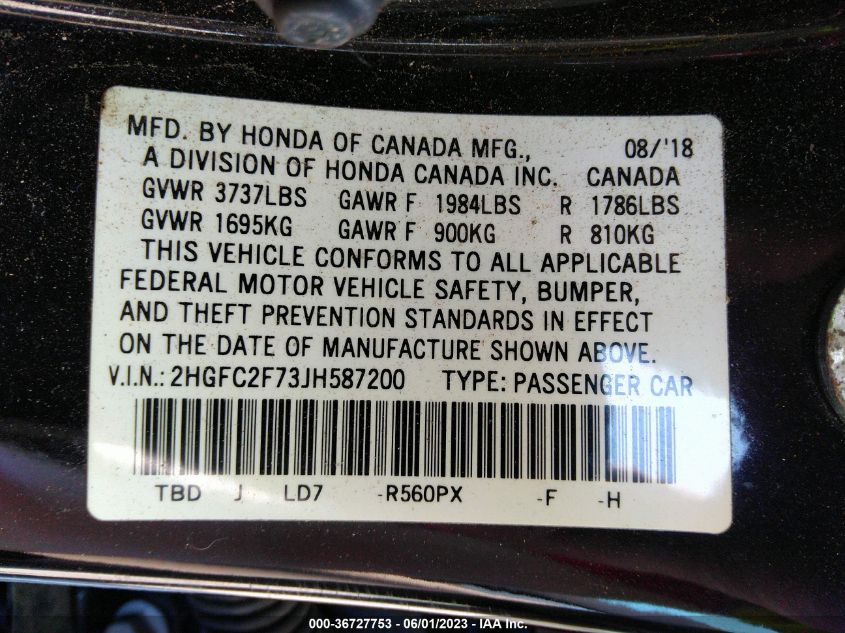 MFD. BY HONDA OF CANADA MFG., 08/'18
A DIVISION OF HONDA CANADA INC. CANADA
GVWR 3737LBS GAWR F 1984LBS R 1786LBS
GVWR 1695KG GAWR F 900KG R 810KG
THIS VEHICLE CONFORMS TO ALL APPLICABLE
FEDERAL MOTOR VEHICLE SAFETY, BUMPER,
AND THEFT PREVENTION STANDARDS IN EFFECT
ON THE DATE OF MANUFACTURE SHOWN ABOVE.
V.I.N.: 2HGFC2F73JH587200 TYPE: PASSENGER CAR
TBD J LD7 -R560PX -F -H
000-36727753 - 06/01/2023 - IAA Inc.